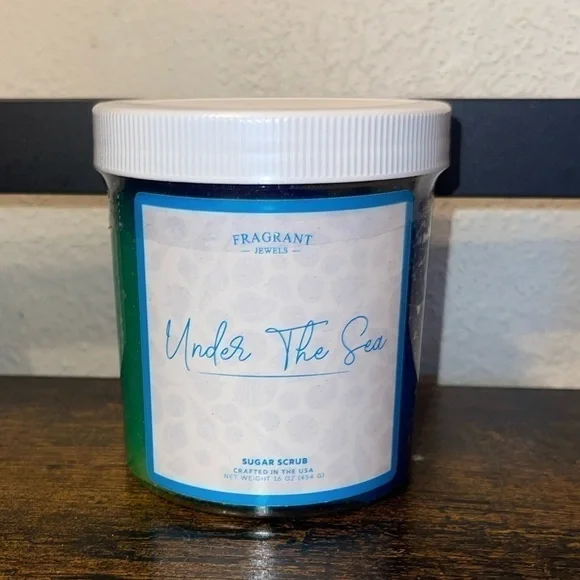 FRAGRANT
JEWELS
Under The Sea
SUGAR SCRUB
CRAFTED IN THE USA
NET WEIGHT 16 OZ (454 G)